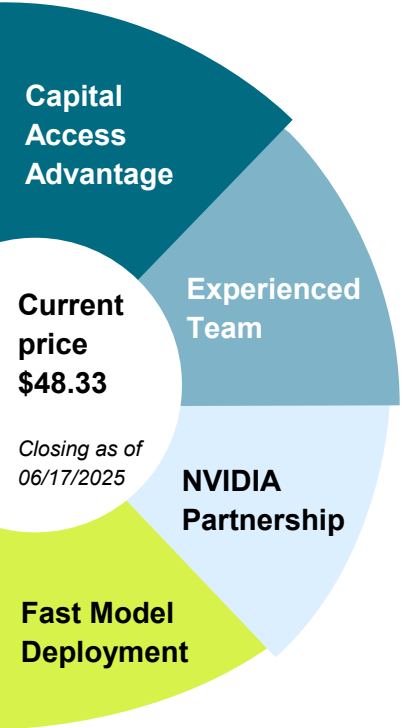 Capital
Access
Advantage
Experienced
Team
Current
price
$48.33
Closing as of
06/17/2025
NVIDIA
Partnership
Fast Model
Deployment